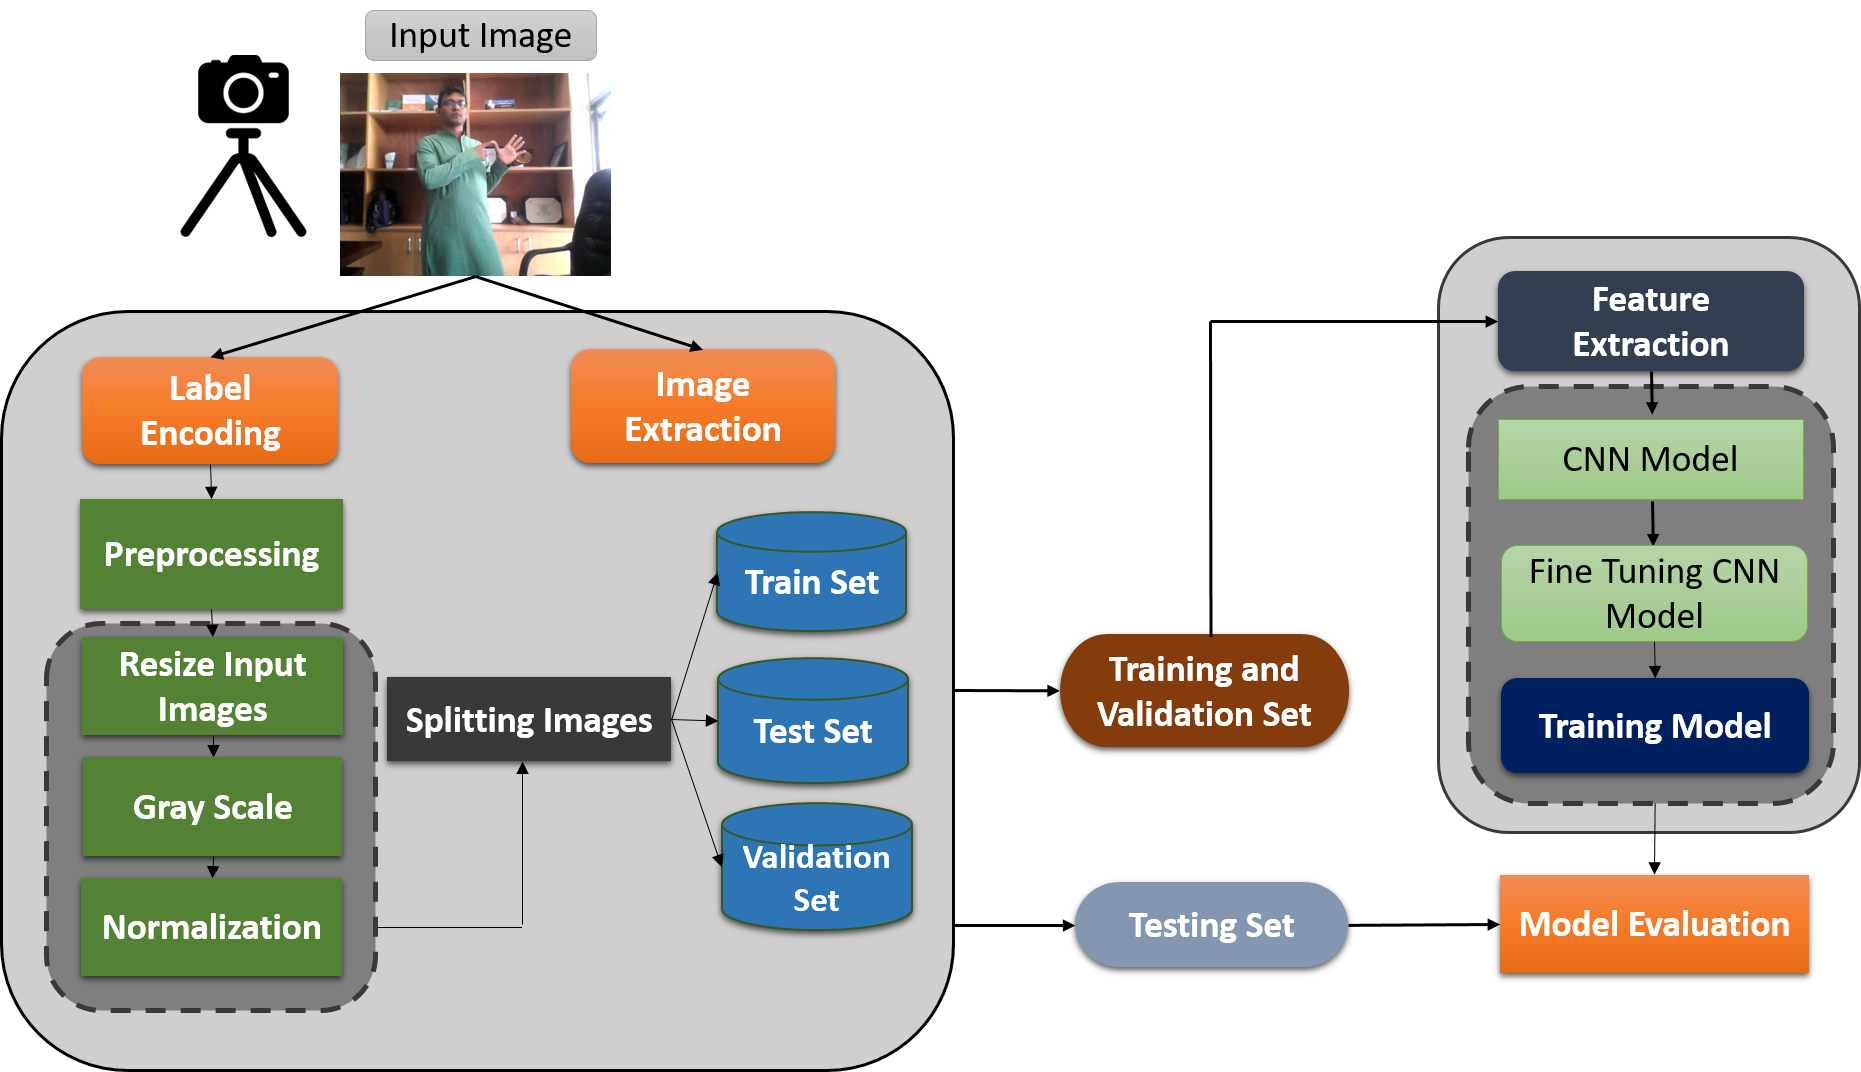 Input Image
Label
Encoding
Image
Extraction
Preprocessing
Resize Input
Images
Gray Scale
Normalization
Splitting Images
Train Set
Test Set
Validation
Set
Training and
Validation Set
Testing Set
Feature
Extraction
CNN Model
Fine Tuning CNN
Model
Training Model
Model Evaluation